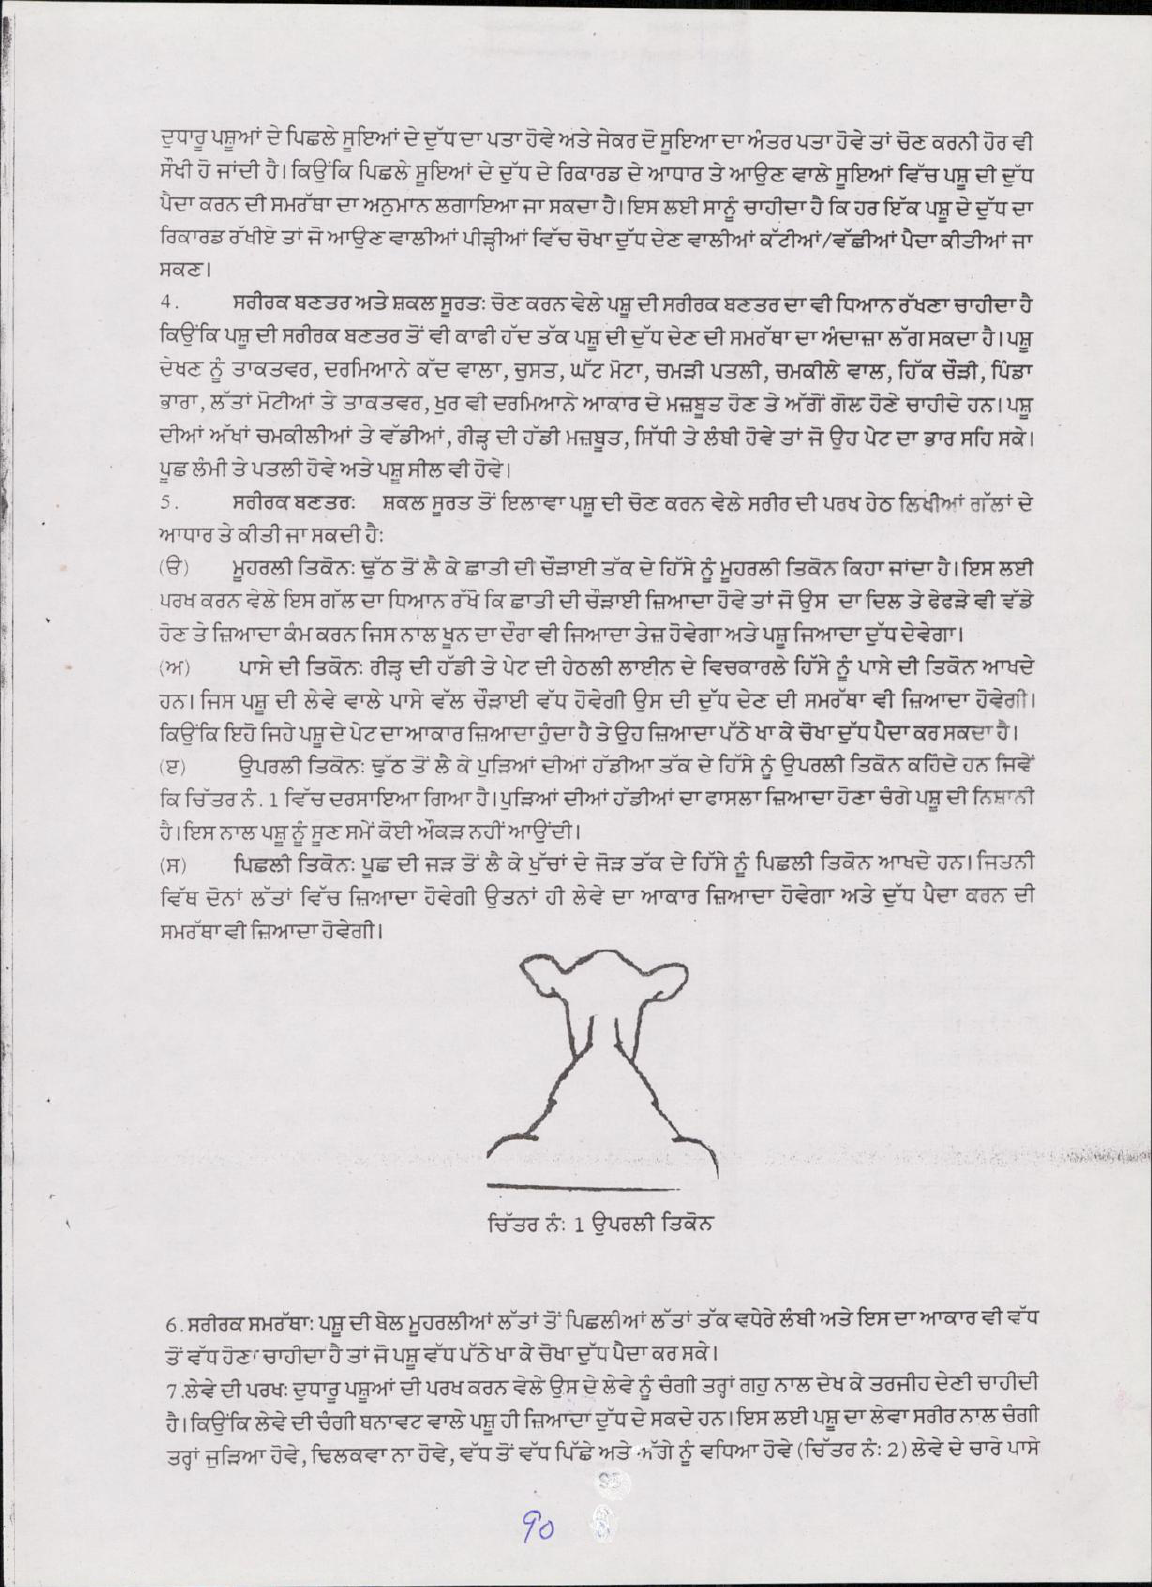 ਦੁਧਾਰੂ ਪਸ਼ੂਆਂ ਦੇ ਪਿਛਲੇ ਸੂਇਆਂ ਦੇ ਦੁੱਧ ਦਾ ਪਤਾ ਹੋਵੇ ਅਤੇ ਜੇਕਰ ਦੋ ਸੂਇਆ ਦਾ ਅੰਤਰ ਪਤਾ ਹੋਵੇ ਤਾਂ ਚੋਣ ਕਰਨੀ ਹੋਰ ਵੀ
ਸੌਖੀ ਹੋ ਜਾਂਦੀ ਹੈ। ਕਿਉਂਕਿ ਪਿਛਲੇ ਸੂਇਆਂ ਦੇ ਦੁੱਧ ਦੇ ਰਿਕਾਰਡ ਦੇ ਆਧਾਰ ਤੇ ਆਉਣ ਵਾਲੇ ਸੂਇਆਂ ਵਿੱਚ ਪਸ਼ੂ ਦੀ ਦੁੱਧ
ਪੈਦਾ ਕਰਨ ਦੀ ਸਮਰੱਥਾ ਦਾ ਅਨੁਮਾਨ ਲਗਾਇਆ ਜਾ ਸਕਦਾ ਹੈ। ਇਸ ਲਈ ਸਾਨੂੰ ਚਾਹੀਦਾ ਹੈ ਕਿ ਹਰ ਇੱਕ ਪਸ਼ੂ ਦੇ ਦੁੱਧ ਦਾ
ਰਿਕਾਰਡ ਰੱਖੀਏ ਤਾਂ ਜੋ ਆਉਣ ਵਾਲੀਆਂ ਪੀੜ੍ਹੀਆਂ ਵਿੱਚ ਚੋਖਾ ਦੁੱਧ ਦੇਣ ਵਾਲੀਆਂ ਕੱਟੀਆਂ/ਵੱਛੀਆਂ ਪੈਦਾ ਕੀਤੀਆਂ ਜਾ
ਸਕਣ।
4. ਸਰੀਰਕ ਬਣਤਰ ਅਤੇ ਸ਼ਕਲ ਸੂਰਤ: ਚੋਣ ਕਰਨ ਵੇਲੇ ਪਸ਼ੂ ਦੀ ਸਰੀਰਕ ਬਣਤਰ ਦਾ ਵੀ ਧਿਆਨ ਰੱਖਣਾ ਚਾਹੀਦਾ ਹੈ
ਕਿਉਂਕਿ ਪਸ਼ੂ ਦੀ ਸਰੀਰਕ ਬਣਤਰ ਤੋਂ ਵੀ ਕਾਫੀ ਹੱਦ ਤੱਕ ਪਸ਼ੂ ਦੀ ਦੁੱਧ ਦੇਣ ਦੀ ਸਮਰੱਥਾ ਦਾ ਅੰਦਾਜ਼ਾ ਲੱਗ ਸਕਦਾ ਹੈ। ਪਸ਼ੂ
ਦੇਖਣ ਨੂੰ ਤਾਕਤਵਰ, ਦਰਮਿਆਨੇ ਕੱਦ ਵਾਲਾ, ਚੁਸਤ, ਘੱਟ ਮੋਟਾ, ਚਮੜੀ ਪਤਲੀ, ਚਮਕੀਲੇ ਵਾਲ, ਹਿੱਕ ਚੌੜੀ, ਪਿੰਡਾ
ਭਾਰਾ, ਲੱਤਾਂ ਮੋਟੀਆਂ ਤੇ ਤਾਕਤਵਰ, ਖੁਰ ਵੀ ਦਰਮਿਆਨੇ ਆਕਾਰ ਦੇ ਮਜ਼ਬੂਤ ਹੋਣ ਤੇ ਅੱਗੋਂ ਗੋਲ ਹੋਣੇ ਚਾਹੀਦੇ ਹਨ। ਪਸ਼ੂ
ਦੀਆਂ ਅੱਖਾਂ ਚਮਕੀਲੀਆਂ ਤੇ ਵੱਡੀਆਂ, ਰੀੜ੍ਹ ਦੀ ਹੱਡੀ ਮਜ਼ਬੂਤ, ਸਿੱਧੀ ਤੇ ਲੰਬੀ ਹੋਵੇ ਤਾਂ ਜੋ ਉਹ ਪੇਟ ਦਾ ਭਾਰ ਸਹਿ ਸਕੇ।
ਪੂਛ ਲੰਮੀ ਤੇ ਪਤਲੀ ਹੋਵੇ ਅਤੇ ਪਸ਼ੂ ਸੀਲ ਵੀ ਹੋਵੇ।
5. ਸਰੀਰਕ ਬਣਤਰ: ਸ਼ਕਲ ਸੂਰਤ ਤੋਂ ਇਲਾਵਾ ਪਸ਼ੂ ਦੀ ਚੋਣ ਕਰਨ ਵੇਲੇ ਸਰੀਰ ਦੀ ਪਰਖ ਹੇਠ ਲਿਖੀਆਂ ਗੱਲਾਂ ਦੇ
ਆਧਾਰ ਤੇ ਕੀਤੀ ਜਾ ਸਕਦੀ ਹੈ:
(ੳ) ਮੂਹਰਲੀ ਤਿਕੋਨ: ਢੁੱਠ ਤੋਂ ਲੈ ਕੇ ਛਾਤੀ ਦੀ ਚੌੜਾਈ ਤੱਕ ਦੇ ਹਿੱਸੇ ਨੂੰ ਮੂਹਰਲੀ ਤਿਕੋਨ ਕਿਹਾ ਜਾਂਦਾ ਹੈ। ਇਸ ਲਈ
ਪਰਖ ਕਰਨ ਵੇਲੇ ਇਸ ਗੱਲ ਦਾ ਧਿਆਨ ਰੱਖੋ ਕਿ ਛਾਤੀ ਦੀ ਚੌੜਾਈ ਜ਼ਿਆਦਾ ਹੋਵੇ ਤਾਂ ਜੋ ਉਸ ਦਾ ਦਿਲ ਤੇ ਫੇਫੜੇ ਵੀ ਵੱਡੇ
ਹੋਣ ਤੇ ਜ਼ਿਆਦਾ ਕੰਮ ਕਰਨ ਜਿਸ ਨਾਲ ਖੂਨ ਦਾ ਦੌਰਾ ਵੀ ਜਿਆਦਾ ਤੇਜ਼ ਹੋਵੇਗਾ ਅਤੇ ਪਸ਼ੂ ਜਿਆਦਾ ਦੁੱਧ ਦੇਵੇਗਾ।
(ਅ) ਪਾਸੇ ਦੀ ਤਿਕੋਨ: ਰੀੜ੍ਹ ਦੀ ਹੱਡੀ ਤੇ ਪੇਟ ਦੀ ਹੇਠਲੀ ਲਾਈਨ ਦੇ ਵਿਚਕਾਰਲੇ ਹਿੱਸੇ ਨੂੰ ਪਾਸੇ ਦੀ ਤਿਕੋਨ ਆਖਦੇ
ਹਨ। ਜਿਸ ਪਸ਼ੂ ਦੀ ਲੇਵੇ ਵਾਲੇ ਪਾਸੇ ਵੱਲ ਚੌੜਾਈ ਵੱਧ ਹੋਵੇਗੀ ਉਸ ਦੀ ਦੁੱਧ ਦੇਣ ਦੀ ਸਮਰੱਥਾ ਵੀ ਜ਼ਿਆਦਾ ਹੋਵੇਗੀ।
ਕਿਉਂਕਿ ਇਹੋ ਜਿਹੇ ਪਸ਼ੂ ਦੇ ਪੇਟ ਦਾ ਆਕਾਰ ਜ਼ਿਆਦਾ ਹੁੰਦਾ ਹੈ ਤੇ ਉਹ ਜ਼ਿਆਦਾ ਪੱਠੇ ਖਾ ਕੇ ਚੋਖਾ ਦੁੱਧ ਪੈਦਾ ਕਰ ਸਕਦਾ ਹੈ।
(ੲ) ਉਪਰਲੀ ਤਿਕੋਨ: ਢੁੱਠ ਤੋਂ ਲੈ ਕੇ ਪੁੜਿਆਂ ਦੀਆਂ ਹੱਡੀਆ ਤੱਕ ਦੇ ਹਿੱਸੇ ਨੂੰ ਉਪਰਲੀ ਤਿਕੋਨ ਕਹਿੰਦੇ ਹਨ ਜਿਵੇਂ
ਕਿ ਚਿੱਤਰ ਨੰ. 1 ਵਿੱਚ ਦਰਸਾਇਆ ਗਿਆ ਹੈ। ਪੁੜਿਆਂ ਦੀਆਂ ਹੱਡੀਆਂ ਦਾ ਫਾਸਲਾ ਜ਼ਿਆਦਾ ਹੋਣਾ ਚੰਗੇ ਪਸ਼ੂ ਦੀ ਨਿਸ਼ਾਨੀ
ਹੈ। ਇਸ ਨਾਲ ਪਸ਼ੂ ਨੂੰ ਸੂਣ ਸਮੇਂ ਕੋਈ ਔਕੜ ਨਹੀਂ ਆਉਂਦੀ।
(ਸ) ਪਿਛਲੀ ਤਿਕੋਨ: ਪੂਛ ਦੀ ਜੜ ਤੋਂ ਲੈ ਕੇ ਖੁੱਚਾਂ ਦੇ ਜੋੜ ਤੱਕ ਦੇ ਹਿੱਸੇ ਨੂੰ ਪਿਛਲੀ ਤਿਕੋਨ ਆਖਦੇ ਹਨ। ਜਿਤਨੀ
ਵਿੱਥ ਦੋਨਾਂ ਲੱਤਾਂ ਵਿੱਚ ਜ਼ਿਆਦਾ ਹੋਵੇਗੀ ਉਤਨਾਂ ਹੀ ਲੇਵੇ ਦਾ ਆਕਾਰ ਜ਼ਿਆਦਾ ਹੋਵੇਗਾ ਅਤੇ ਦੁੱਧ ਪੈਦਾ ਕਰਨ ਦੀ
ਸਮਰੱਥਾ ਵੀ ਜ਼ਿਆਦਾ ਹੋਵੇਗੀ।
ਚਿੱਤਰ ਨੰ: 1 ਉਪਰਲੀ ਤਿਕੋਨ
6. ਸਰੀਰਕ ਸਮਰੱਥਾ: ਪਸ਼ੂ ਦੀ ਬੇਲ ਮੂਹਰਲੀਆਂ ਲੱਤਾਂ ਤੋਂ ਪਿਛਲੀਆਂ ਲੱਤਾਂ ਤੱਕ ਵਧੇਰੇ ਲੰਬੀ ਅਤੇ ਇਸ ਦਾ ਆਕਾਰ ਵੀ ਵੱਧ
ਤੋਂ ਵੱਧ ਹੋਣਾ ਚਾਹੀਦਾ ਹੈ ਤਾਂ ਜੋ ਪਸ਼ੂ ਵੱਧ ਪੱਠੇ ਖਾ ਕੇ ਚੋਖਾ ਦੁੱਧ ਪੈਦਾ ਕਰ ਸਕੇ।
7.ਲੇਵੇ ਦੀ ਪਰਖ: ਦੁਧਾਰੂ ਪਸ਼ੂਆਂ ਦੀ ਪਰਖ ਕਰਨ ਵੇਲੇ ਉਸ ਦੇ ਲੇਵੇ ਨੂੰ ਚੰਗੀ ਤਰ੍ਹਾਂ ਗਹੁ ਨਾਲ ਦੇਖ ਕੇ ਤਰਜੀਹ ਦੇਣੀ ਚਾਹੀਦੀ
ਹੈ। ਕਿਉਂਕਿ ਲੇਵੇ ਦੀ ਚੰਗੀ ਬਨਾਵਟ ਵਾਲੇ ਪਸ਼ੂ ਹੀ ਜ਼ਿਆਦਾ ਦੁੱਧ ਦੇ ਸਕਦੇ ਹਨ। ਇਸ ਲਈ ਪਸ਼ੂ ਦਾ ਲੇਵਾ ਸਰੀਰ ਨਾਲ ਚੰਗੀ
ਤਰ੍ਹਾਂ ਜੁੜਿਆ ਹੋਵੇ, ਢਿਲਕਵਾ ਨਾ ਹੋਵੇ, ਵੱਧ ਤੋਂ ਵੱਧ ਪਿੱਛੇ ਅਤੇ ਅੱਗੇ ਨੂੰ ਵਧਿਆ ਹੋਵੇ (ਚਿੱਤਰ ਨੰ: 2) ਲੇਵੇ ਦੇ ਚਾਰੇ ਪਾਸੇ
90